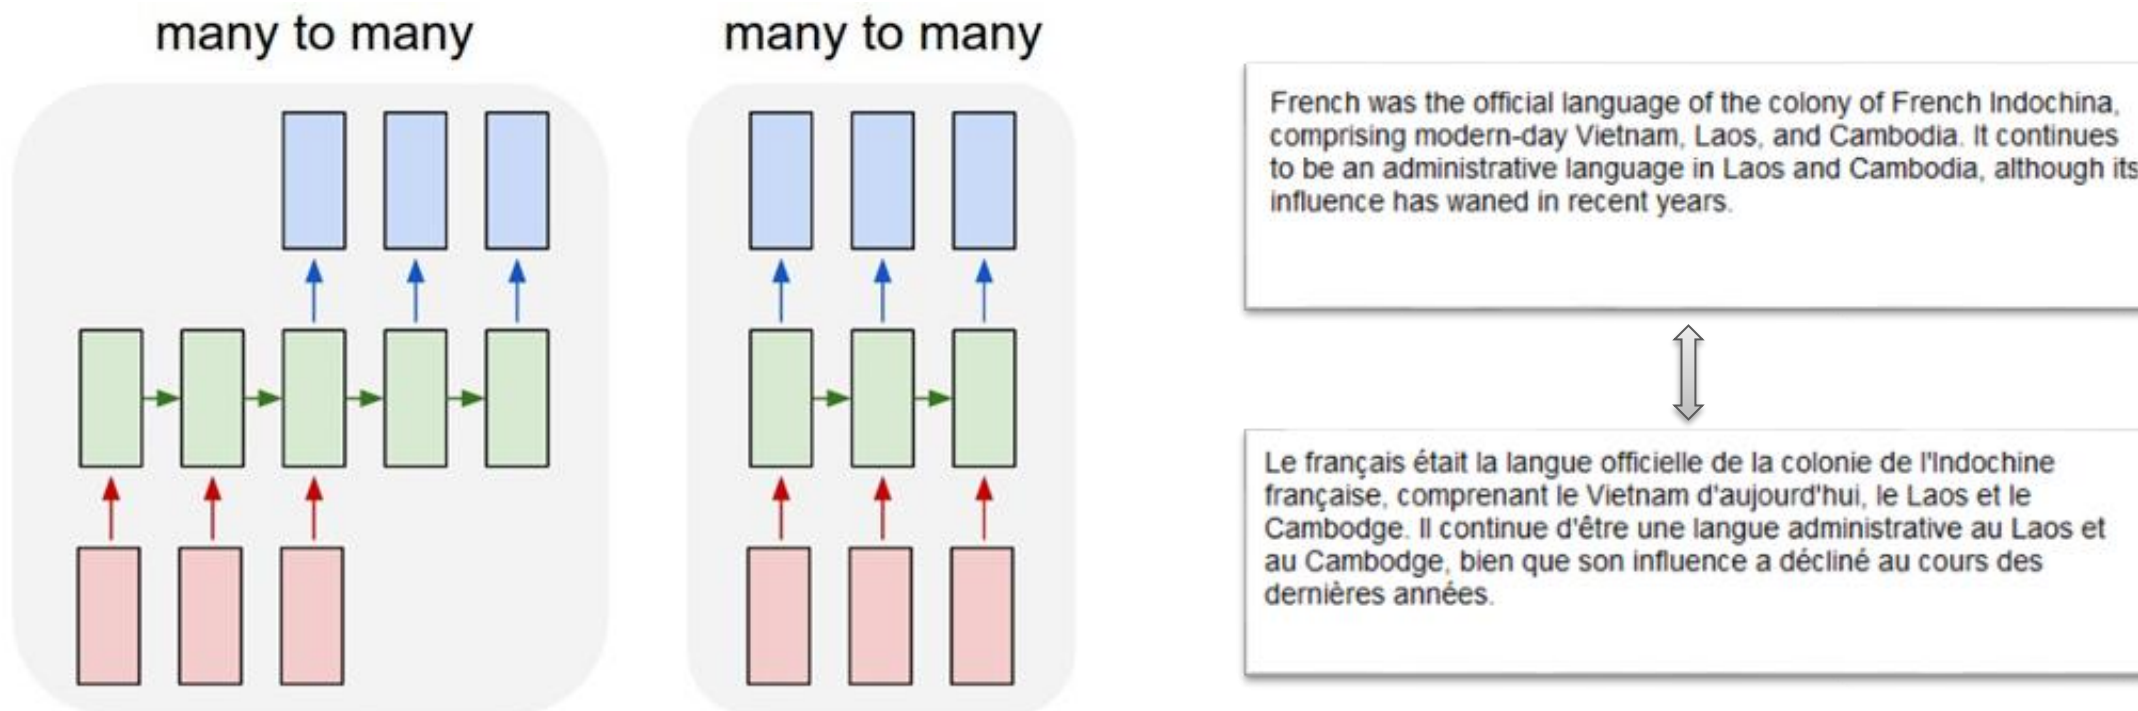 many to many
many to many
French was the official language of the colony of French Indochina,
comprising modern-day Vietnam, Laos, and Cambodia. It continues
to be an administrative language in Laos and Cambodia, although its
influence has waned in recent years.
Le français était la langue officielle de la colonie de l'Indochine
française, comprenant le Vietnam d'aujourd'hui, le Laos et le
Cambodge. Il continue d'être une langue administrative au Laos et
au Cambodge, bien que son influence a décliné au cours des
dernières années.